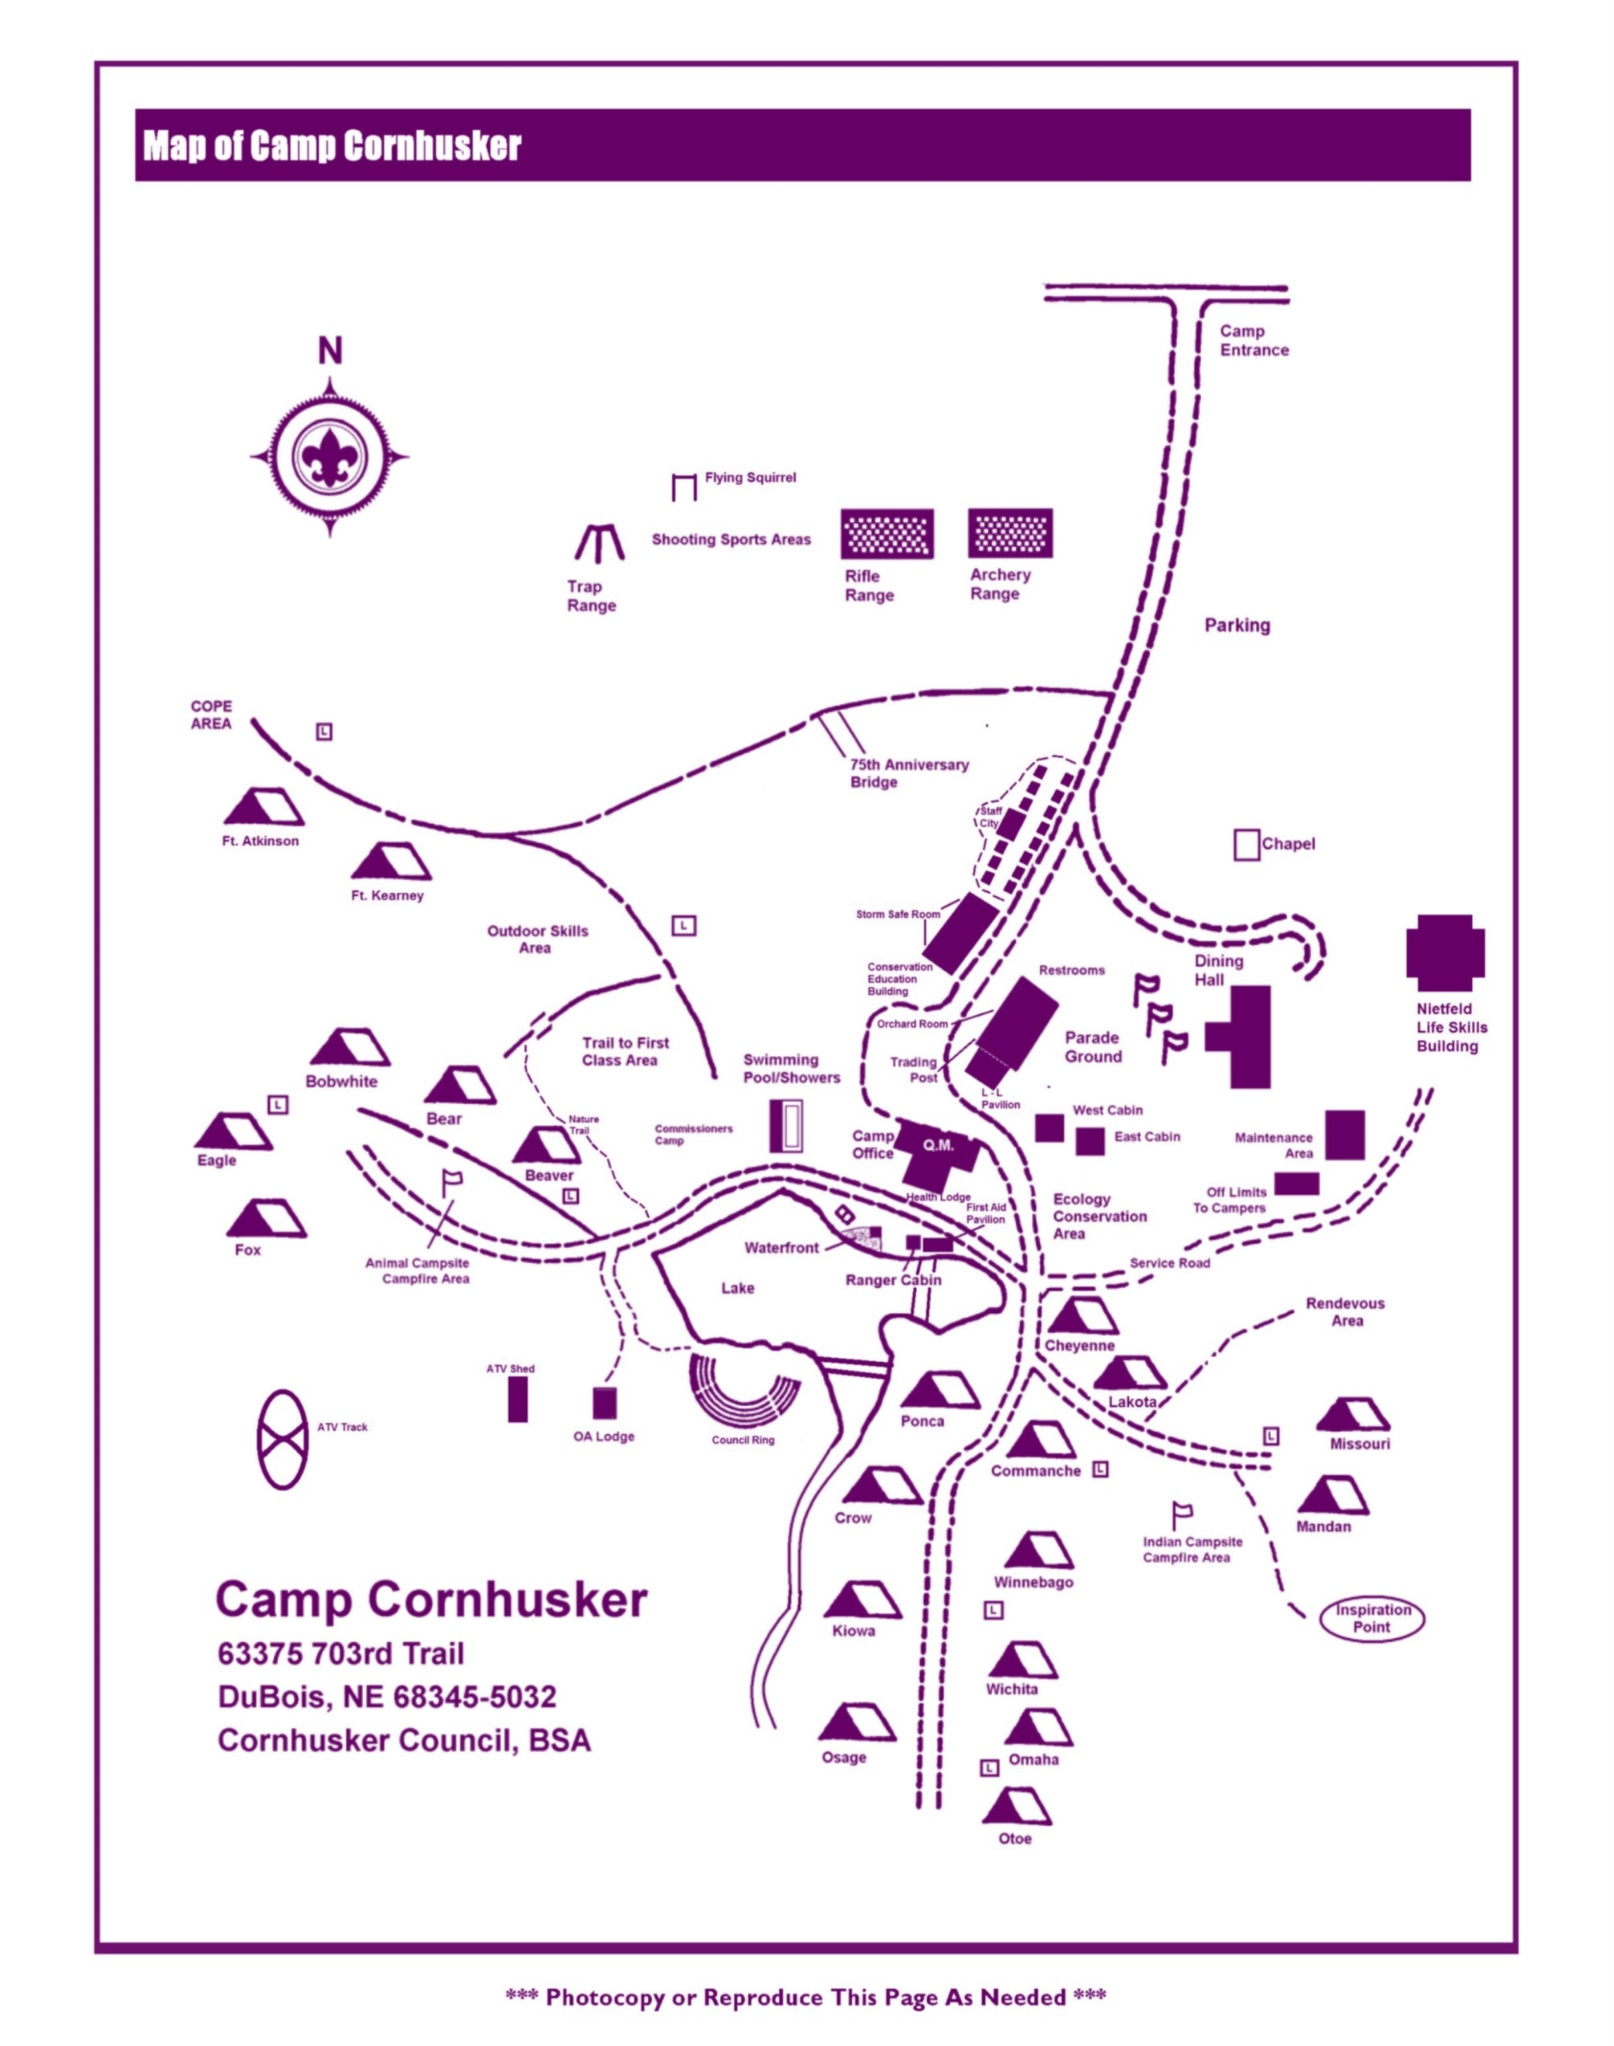 Map of Camp Cornhusker
Camp
Entrance
N
Flying Squirrel
Shooting Sports Areas
Trap
Range
Rifle
Range
Archery
Range
Parking
COPE
AREA
L
75th Anniversary
Bridge
Staff
City
Ft. Atkinson
Chapel
Ft. Kearney
Storm Safe Room
L
Outdoor Skills
Area
Conservation
Education
Building
Restrooms
Dining
Hall
Nietfeld
Life Skills
Building
Orchard Room
Parade
Ground
Trail to First
Class Area
Swimming
Pool/Showers
Trading
Post
L - L
Pavilion
Bobwhite
L
Bear
Nature
Trail
Commissioners
Camp
Camp
Office
Q.M.
West Cabin
East Cabin
Maintenance
Area
Eagle
Beaver
L
Health Lodge
First Aid
Pavilion
Ecology
Conservation
Area
Off Limits
To Campers
Fox
Animal Campsite
Campfire Area
Waterfront
Ranger Cabin
Lake
Service Road
Rendevous
Area
Cheyenne
ATV Shed
Lakota
ATV Track
OA Lodge
Council Ring
Ponca
L
Missouri
Commanche
L
Crow
Mandan
Indian Campsite
Campfire Area
Winnebago
L
Inspiration
Point
Kiowa
Wichita
Osage
Omaha
L
Otoe
Camp Cornhusker
63375 703rd Trail
DuBois, NE 68345-5032
Cornhusker Council, BSA
*** Photocopy or Reproduce This Page As Needed ***